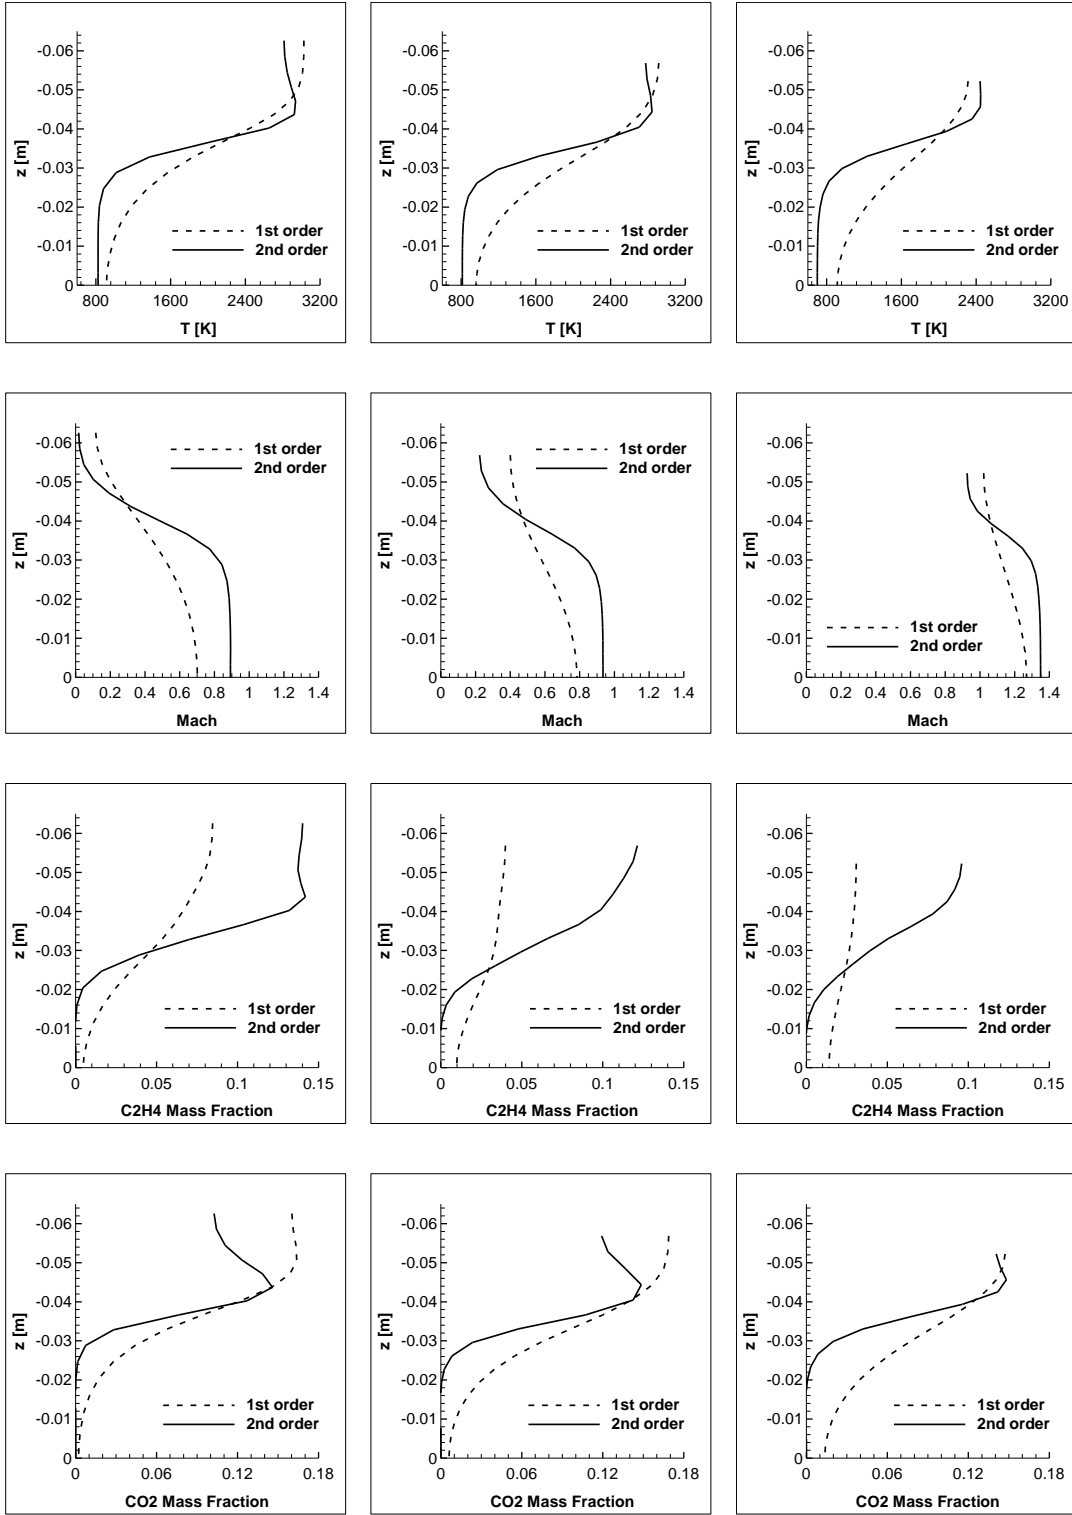 -0.06
-0.05
-0.04
-0.03
-0.02
-0.01
0
z [m]
1st order
2nd order
800 1600 2400 3200
T [K]
-0.06
-0.05
-0.04
-0.03
-0.02
-0.01
0
z [m]
1st order
2nd order
800 1600 2400 3200
T [K]
-0.06
-0.05
-0.04
-0.03
-0.02
-0.01
0
z [m]
1st order
2nd order
800 1600 2400 3200
T [K]
-0.06
-0.05
-0.04
-0.03
-0.02
-0.01
0
z [m]
1st order
2nd order
0 0.2 0.4 0.6 0.8 1 1.2 1.4
Mach
-0.06
-0.05
-0.04
-0.03
-0.02
-0.01
0
z [m]
1st order
2nd order
0 0.2 0.4 0.6 0.8 1 1.2 1.4
Mach
-0.06
-0.05
-0.04
-0.03
-0.02
-0.01
0
z [m]
1st order
2nd order
0 0.2 0.4 0.6 0.8 1 1.2 1.4
Mach
-0.06
-0.05
-0.04
-0.03
-0.02
-0.01
0
z [m]
1st order
2nd order
0 0.05 0.1 0.15
C2H4 Mass Fraction
-0.06
-0.05
-0.04
-0.03
-0.02
-0.01
0
z [m]
1st order
2nd order
0 0.05 0.1 0.15
C2H4 Mass Fraction
-0.06
-0.05
-0.04
-0.03
-0.02
-0.01
0
z [m]
1st order
2nd order
0 0.05 0.1 0.15
C2H4 Mass Fraction
-0.06
-0.05
-0.04
-0.03
-0.02
-0.01
0
z [m]
1st order
2nd order
0 0.06 0.12 0.18
CO2 Mass Fraction
-0.06
-0.05
-0.04
-0.03
-0.02
-0.01
0
z [m]
1st order
2nd order
0 0.06 0.12 0.18
CO2 Mass Fraction
-0.06
-0.05
-0.04
-0.03
-0.02
-0.01
0
z [m]
1st order
2nd order
0 0.06 0.12 0.18
CO2 Mass Fraction